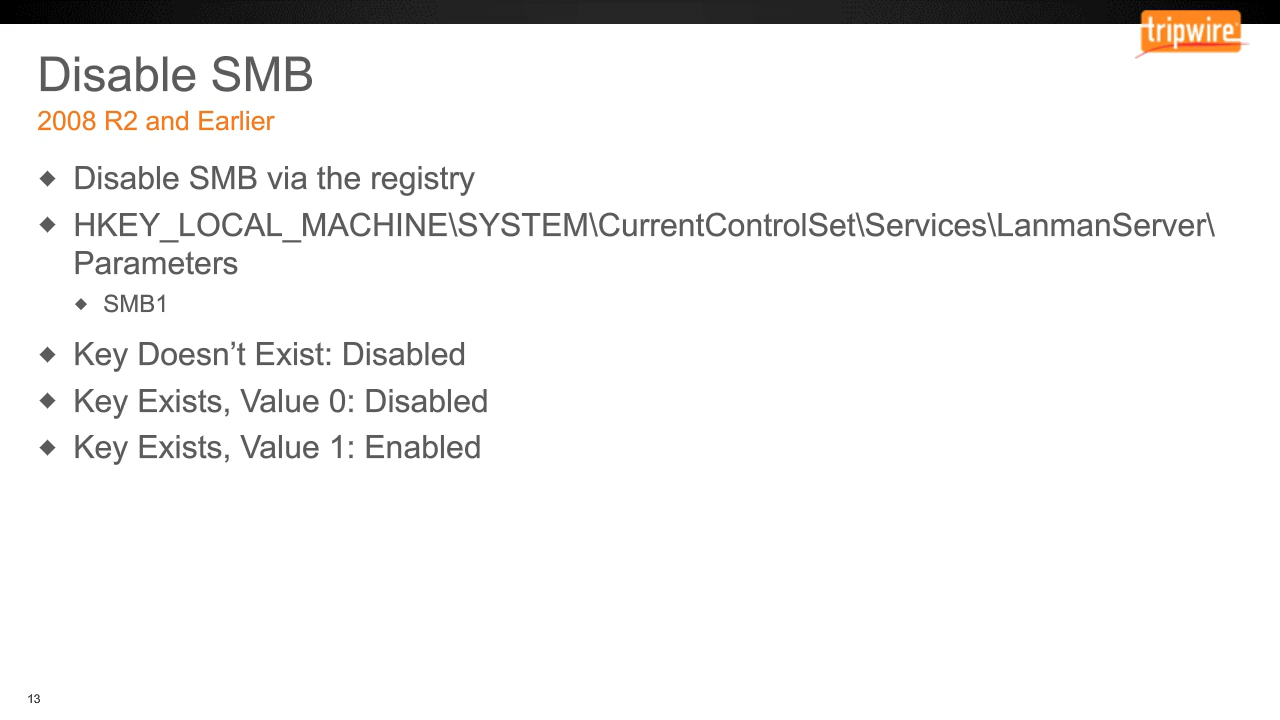 tripwire
Disable SMB
2008 R2 and Earlier
Disable SMB via the registry
HKEY_LOCAL_MACHINE\SYSTEM\CurrentControlSet\Services\LanmanServer\
Parameters
SMB1
Key Doesn’t Exist: Disabled
Key Exists, Value 0: Disabled
Key Exists, Value 1: Enabled
13